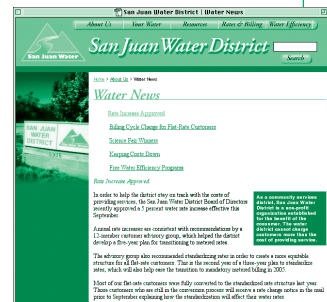 San Juan Water District | Water News
About Us Your Water Resources Rates & Billing Water Efficiency
San Juan Water
San Juan Water District
Search
Home > About Us > Water News
Water News
Rate Increase Approved
Billing Cycle Change for Flat-Rate Customers
Science Fair Winners
Keeping Costs Down
Free Water Efficiency Programs
SAN JUAN
WATER
DISTRICT
Rate Increase Approved
In order to help the district stay on track with the costs of
providing services, the San Juan Water District Board of Directors
recently approved a 5 percent water rate increase effective this
September.
As a community services
district, San Juan Water
District is a non-profit
organization established
for the benefit of the
consumer. The water
district cannot charge
customers more than the
cost of providing service.
Annual rate increases are consistent with recommendations by a
12-member customer advisory group, which helped the district
develop a five-year plan for transitioning to metered rates.
The advisory group also recommended standardizing rates in order to create a more equitable
structure for all flat-rate customers. This is the second year of a three-year plan to standardize
rates, which will also help ease the transition to mandatory metered billing in 2005.
Most of our flat-rate customers were fully converted to the standardized rate structure last year.
Those customers who are still in the conversion process will receive a rate change notice in the mail
prior to September explaining how the standardization will effect their water rates.